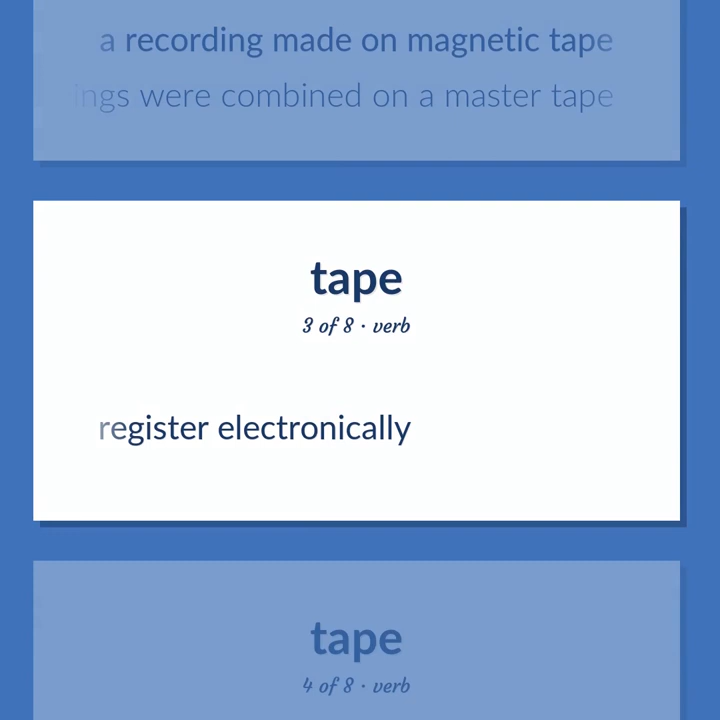 a recording made on magnetic tape
were combined on a master tape
tape
3 of 8 · verb
register electronically
tape
4 of 8 · verb